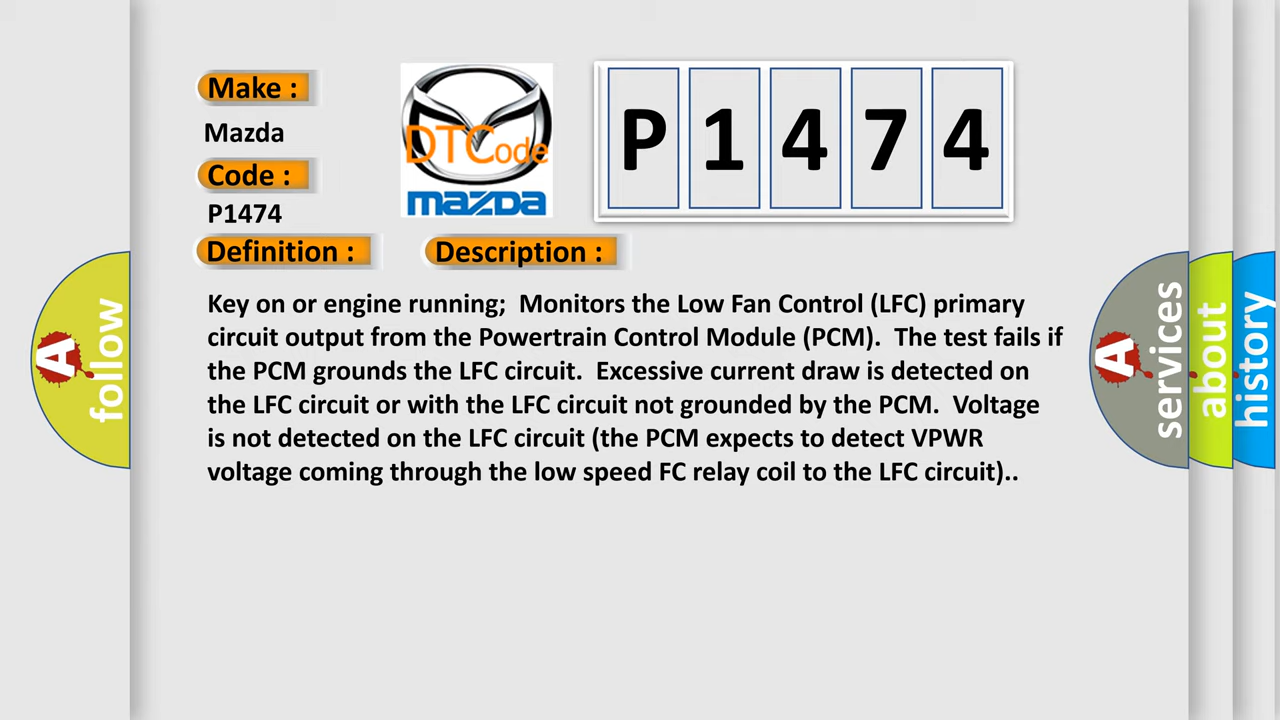 Make :
Mazda
Code :
P1474
Definition :
Description :
DTCode
mazda
P 1 4 7 4
Key on or engine running; Monitors the Low Fan Control (LFC) primary
circuit output from the Powertrain Control Module (PCM). The test fails if
the PCM grounds the LFC circuit. Excessive current draw is detected on
the LFC circuit or with the LFC circuit not grounded by the PCM. Voltage
is not detected on the LFC circuit (the PCM expects to detect VPWR
voltage coming through the low speed FC relay coil to the LFC circuit)..
A
follow
A
services
about
history